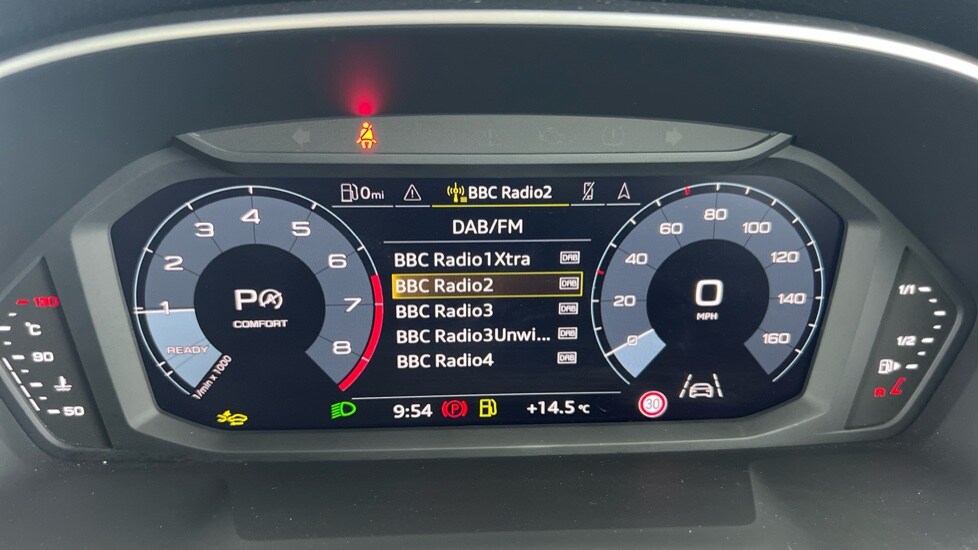 0mi
BBC Radio2
DAB/FM
BBC Radio1Xtra DAB
BBC Radio2 DAB
BBC Radio3 DAB
BBC Radio3Unwi... DAB
BBC Radio4 DAB
1 2 3 4 5 6 7 8
READY
1/min x 1000
P A
COMFORT
0 20 40 60 80 100 120 140 160
0
MPH
130
°C
90
50
1/1
1/2
R
9:54 P +14.5 °C
30